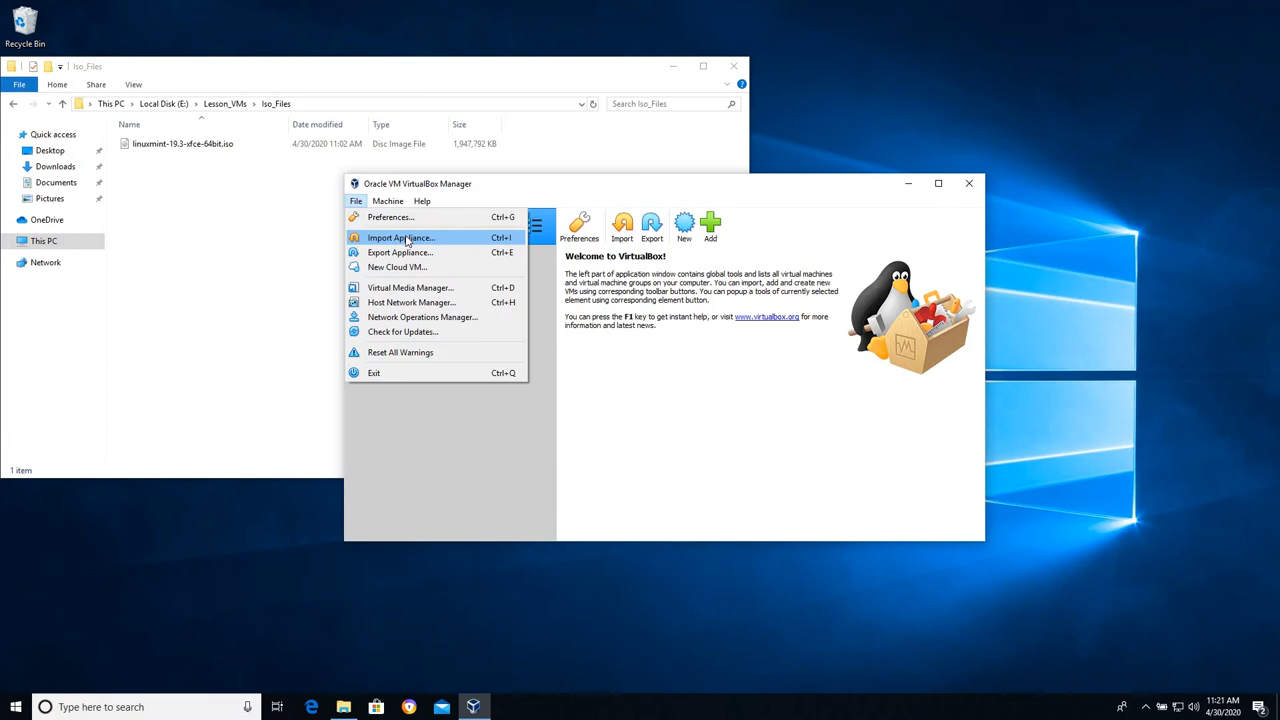 Recycle Bin
Iso_Files
File Home Share View
This PC Local Disk (E:) Lesson_VMs Iso_Files
Search Iso_Files
Name Date modified Type Size
linuxmint-19.3-xfce-64bit.iso 4/30/2020 11:02 AM Disc Image File 1,947,792 KB
Quick access
Desktop
Downloads
Documents
Pictures
OneDrive
This PC
Network
1 item
Oracle VM VirtualBox Manager
File Machine Help
Preferences... Ctrl+G
Import Appliance... Ctrl+I
Export Appliance... Ctrl+E
New Cloud VM...
Virtual Media Manager... Ctrl+D
Host Network Manager... Ctrl+H
Network Operations Manager...
Check for Updates...
Reset All Warnings
Exit Ctrl+Q
Preferences Import Export New Add
Welcome to VirtualBox!
The left part of application window contains global tools and lists all virtual machines
and virtual machine groups on your computer. You can import, add and create new
VMs using corresponding toolbar buttons. You can popup a tools of currently selected
element using corresponding element button.
You can press the F1 key to get instant help, or visit www.virtualbox.org for more
information and latest news.
Type here to search
11:21 AM
4/30/2020
2